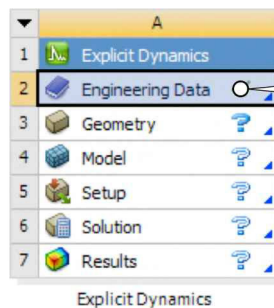 A
1 Explicit Dynamics
2 Engineering Data
3 Geometry ?
4 Model ?
5 Setup ?
6 Solution ?
7 Results ?
Explicit Dynamics